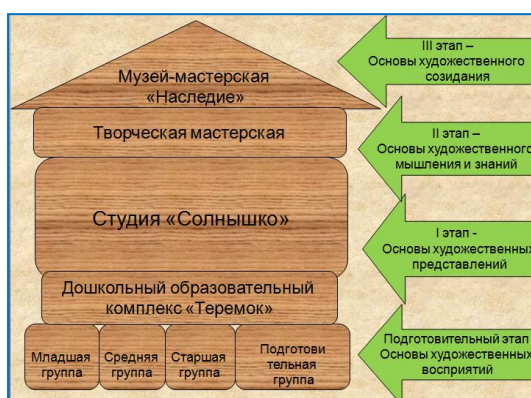 Музей-мастерская
«Наследие»
Творческая мастерская
Студия «Солнышко»
Дошкольный образовательный
комплекс «Теремок»
Младшая
группа
Средняя
группа
Старшая
группа
Подготови
тельная
группа
III этап –
Основы художественного
созидания
II этап –
Основы художественного
мышления и знаний
I этап -
Основы художественных
представлений
Подготовительный этап
Основы художественных
восприятий